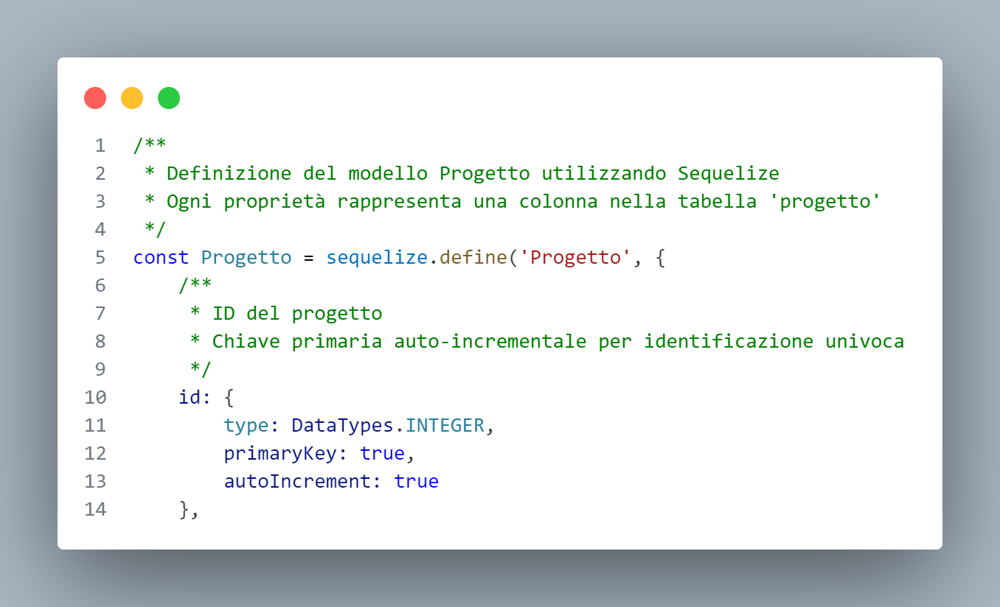 1 /**
2  * Definizione del modello Progetto utilizzando Sequelize
3  * Ogni proprietà rappresenta una colonna nella tabella 'progetto'
4  */
5 const Progetto = sequelize.define('Progetto', {
6     /**
7      * ID del progetto
8      * Chiave primaria auto-incrementale per identificazione univoca
9      */
10     id: {
11         type: DataTypes.INTEGER,
12         primaryKey: true,
13         autoIncrement: true
14     },